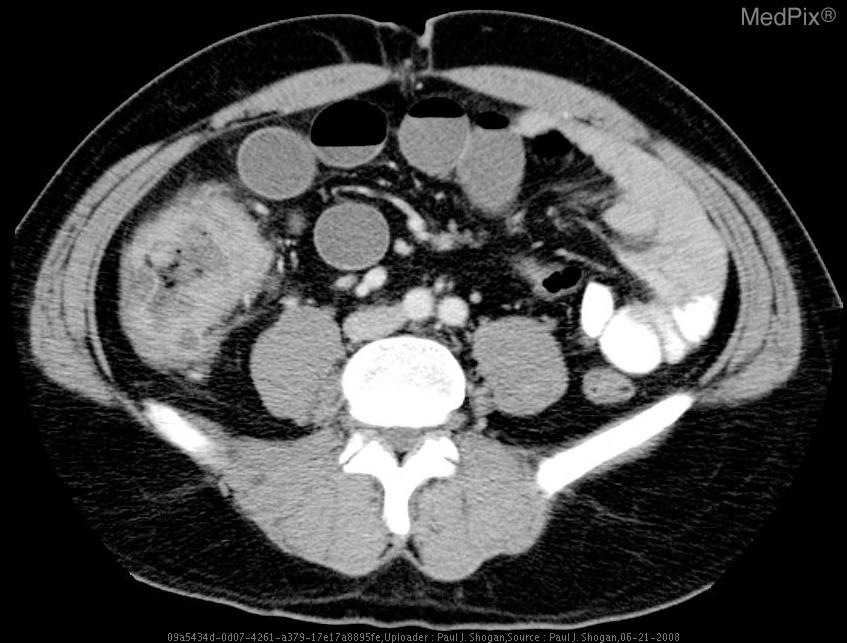 MedPix®
09a5434d-0d07-4261-a379-17e17a8895fe,Uploader : Paul J. Shogan,Source : Paul J. Shogan,06-21-2008